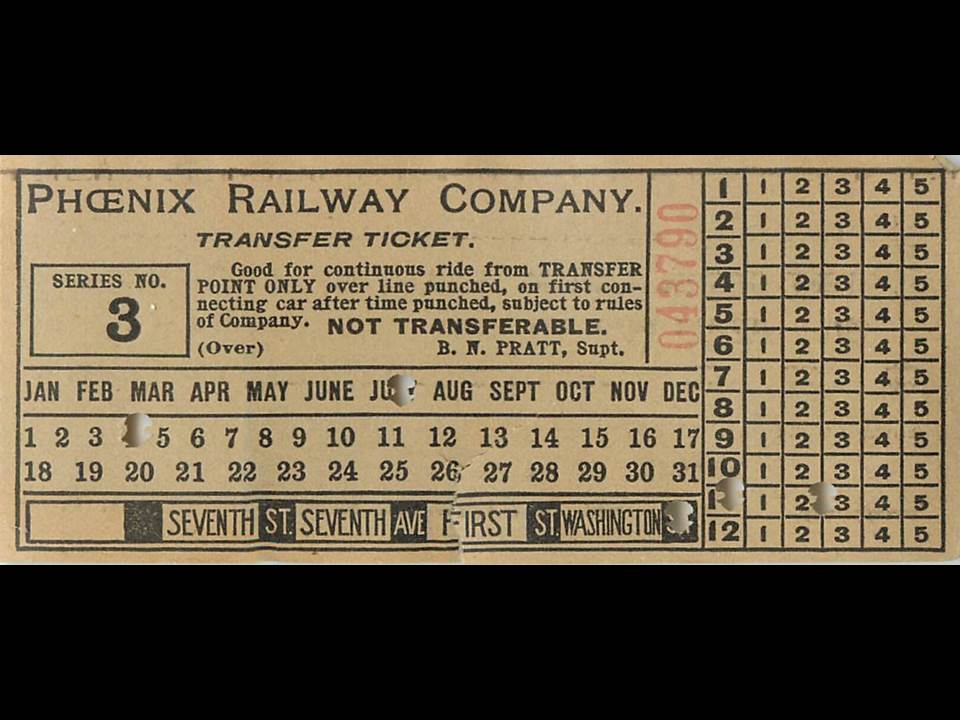 PHŒNIX RAILWAY COMPANY.
TRANSFER TICKET.
SERIES NO.
3
Good for continuous ride from TRANSFER
POINT ONLY over line punched, on first con-
necting car after time punched, subject to rules
of Company. NOT TRANSFERABLE.
(Over) B. N. PRATT, Supt.
043790
JAN FEB MAR APR MAY JUNE AUG SEPT OCT NOV DEC
1 2 3 5 6 7 8 9 10 11 12 13 14 15 16 17
18 19 20 21 22 23 24 25 26 27 28 29 30 31
SEVENTH ST. SEVENTH AVE FIRST ST. WASHINGTON
1 1 2 3 4 5
2 1 2 3 4 5
3 1 2 3 4 5
4 1 2 3 4 5
5 1 2 3 4 5
6 1 2 3 4 5
7 1 2 3 4 5
8 1 2 3 4 5
9 1 2 3 4 5
10 1 2 3 4 5
1 2 3 4 5
12 1 2 3 4 5